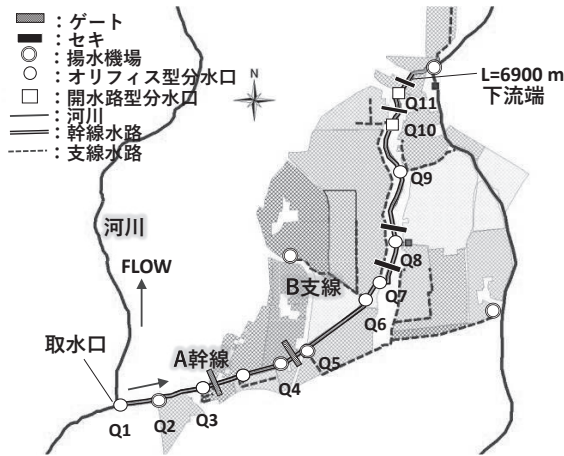 ：ゲート
：セキ
：揚水機場
：オリフィス型分水口
：開水路型分水口
：河川
：幹線水路
：支線水路
N
L=6900 m
下流端
Q11
Q10
Q9
河川
FLOW
Q8
B支線
Q7
Q6
取水口
A幹線
Q5
Q4
Q3
Q2
Q1